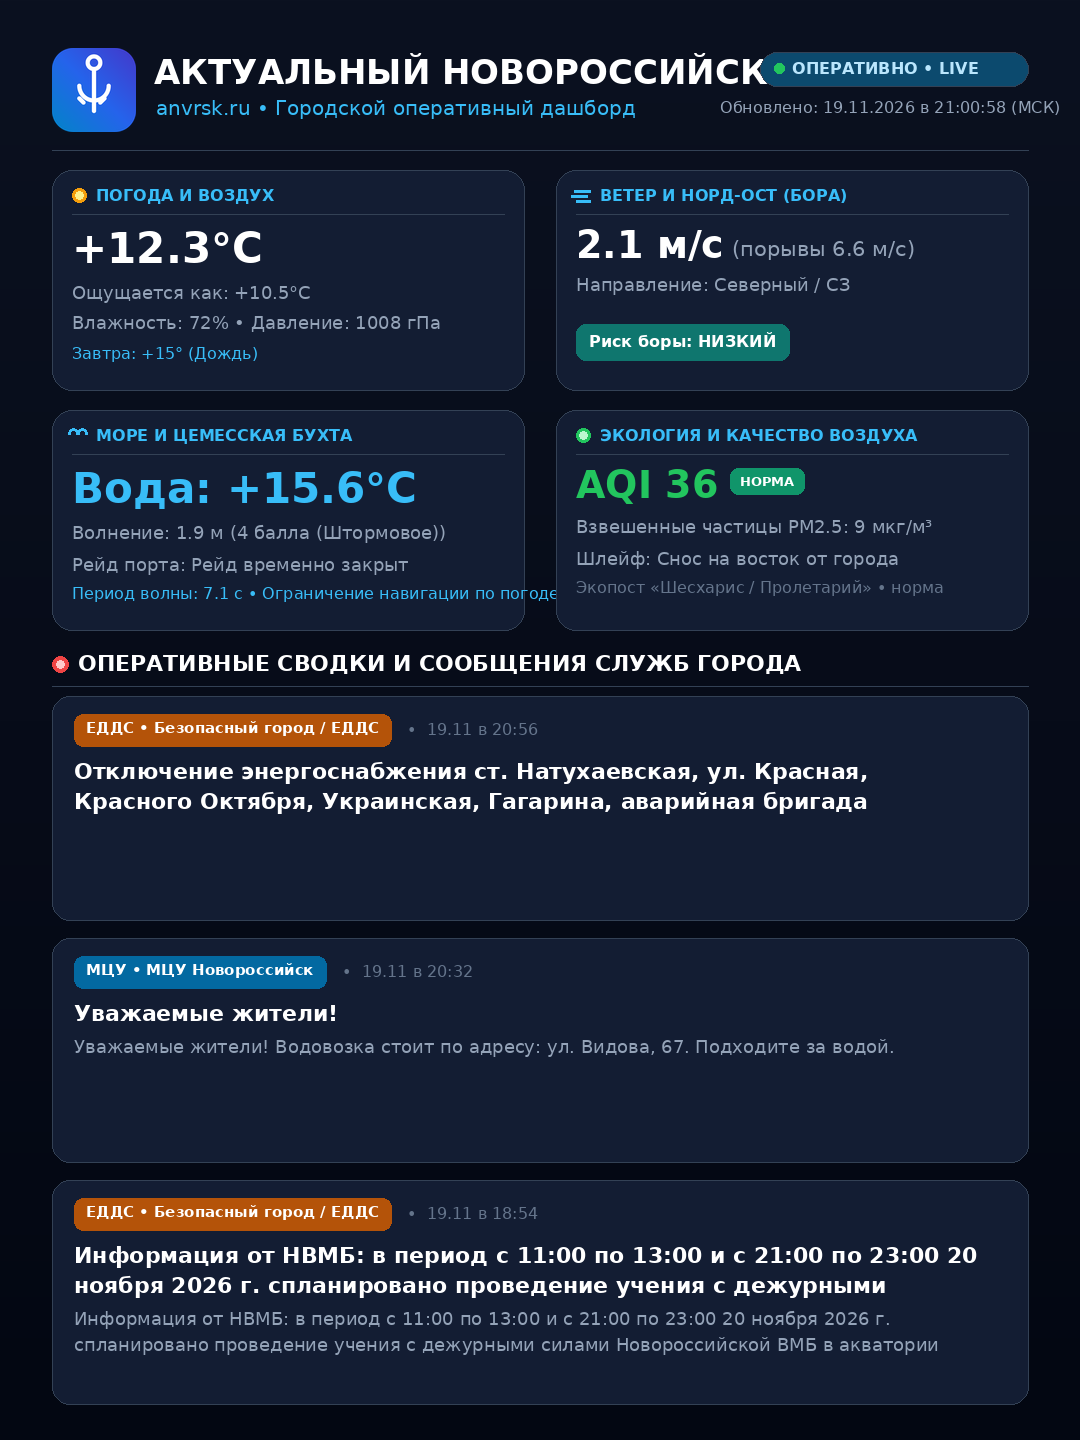 АКТУАЛЬНЫЙ НОВОРОССИЙСК
ОПЕРАТИВНО • LIVE
anvrsk.ru • Городской оперативный дашборд
Обновлено: 19.11.2026 в 21:00:58 (МСК)
ПОГОДА И ВОЗДУХ
+12.3°C
Ощущается как: +10.5°C
Влажность: 72% • Давление: 1008 гПа
Завтра: +15° (Дождь)
ВЕТЕР И НОРД-ОСТ (БОРА)
2.1 м/с (порывы 6.6 м/с)
Направление: Северный / СЗ
Риск боры: НИЗКИЙ
МОРЕ И ЦЕМЕССКАЯ БУХТА
Вода: +15.6°C
Волнение: 1.9 м (4 балла (Штормовое))
Рейд порта: Рейд временно закрыт
Период волны: 7.1 с • Ограничение навигации по погоде
ЭКОЛОГИЯ И КАЧЕСТВО ВОЗДУХА
AQI 36 НОРМА
Взвешенные частицы PM2.5: 9 мкг/м³
Шлейф: Снос на восток от города
Экопост «Шесхарис / Пролетарий» • норма
ОПЕРАТИВНЫЕ СВОДКИ И СООБЩЕНИЯ СЛУЖБ ГОРОДА
ЕДДС • Безопасный город / ЕДДС • 19.11 в 20:56
Отключение энергоснабжения ст. Натухаевская, ул. Красная,
Красного Октября, Украинская, Гагарина, аварийная бригада
МЦУ • МЦУ Новороссийск • 19.11 в 20:32
Уважаемые жители!
Уважаемые жители! Водовозка стоит по адресу: ул. Видова, 67. Подходите за водой.
ЕДДС • Безопасный город / ЕДДС • 19.11 в 18:54
Информация от НВМБ: в период с 11:00 по 13:00 и с 21:00 по 23:00 20
ноября 2026 г. спланировано проведение учения с дежурными
Информация от НВМБ: в период с 11:00 по 13:00 и с 21:00 по 23:00 20 ноября 2026 г.
спланировано проведение учения с дежурными силами Новороссийской ВМБ в акватории